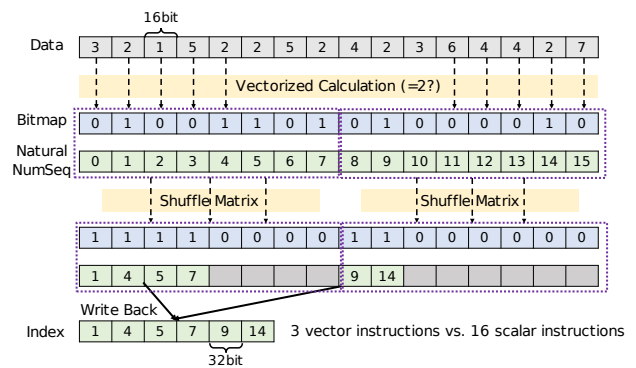 16bit
Data 3 2 1 5 2 2 5 2 4 2 3 6 4 4 2 7
Vectorized Calculation (=2?)
Bitmap 0 1 0 0 1 1 0 1 0 1 0 0 0 0 1 0
Natural
NumSeq 0 1 2 3 4 5 6 7 8 9 10 11 12 13 14 15
Shuffle Matrix Shuffle Matrix
1 1 1 1 0 0 0 0 1 1 0 0 0 0 0 0
1 4 5 7 9 14
Write Back
Index 1 4 5 7 9 14 3 vector instructions vs. 16 scalar instructions
32bit